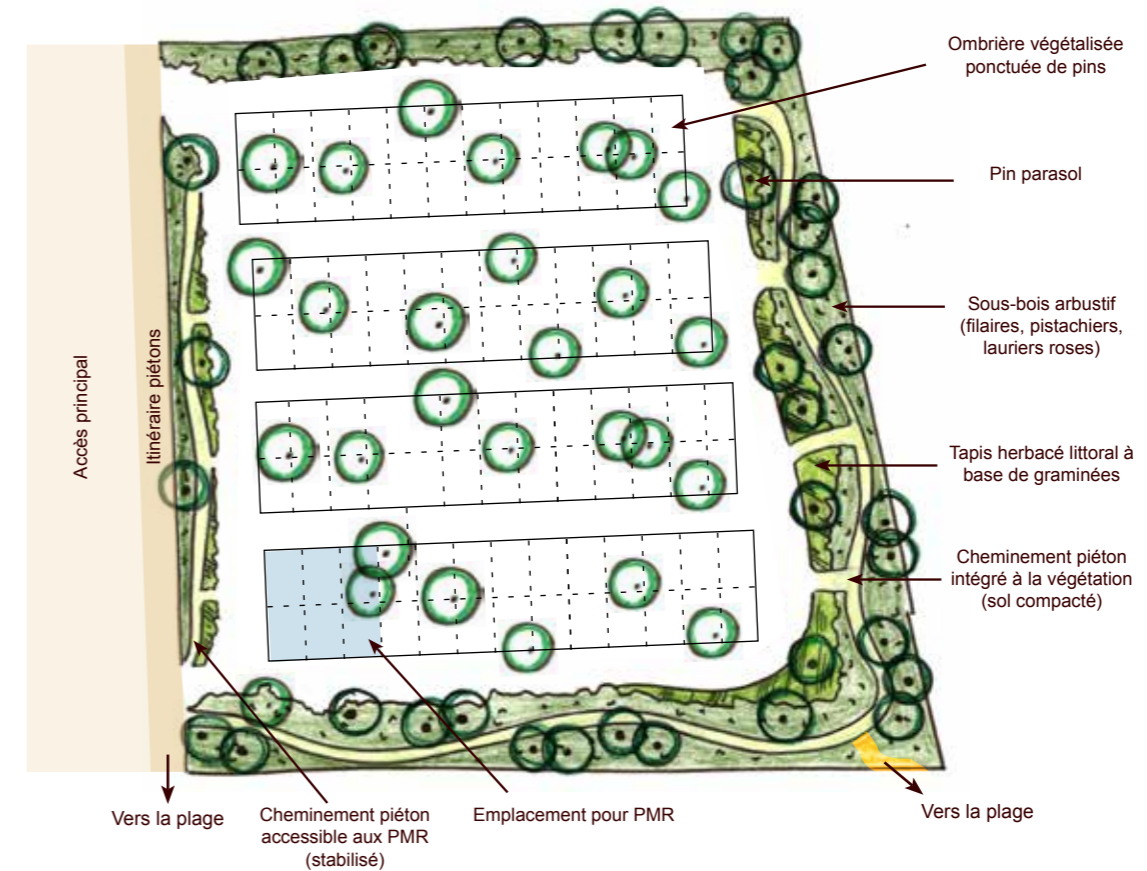 Ombrière végétalisée
ponctuée de pins
Pin parasol
Sous-bois arbustif
(filaires, pistachiers,
lauriers roses)
Tapis herbacé littoral à
base de graminées
Cheminement piéton
intégré à la végétation
(sol compacté)
Accès principal
Itinéraire piétons
Vers la plage
Cheminement piéton
accessible aux PMR
(stabilisé)
Emplacement pour PMR
Vers la plage